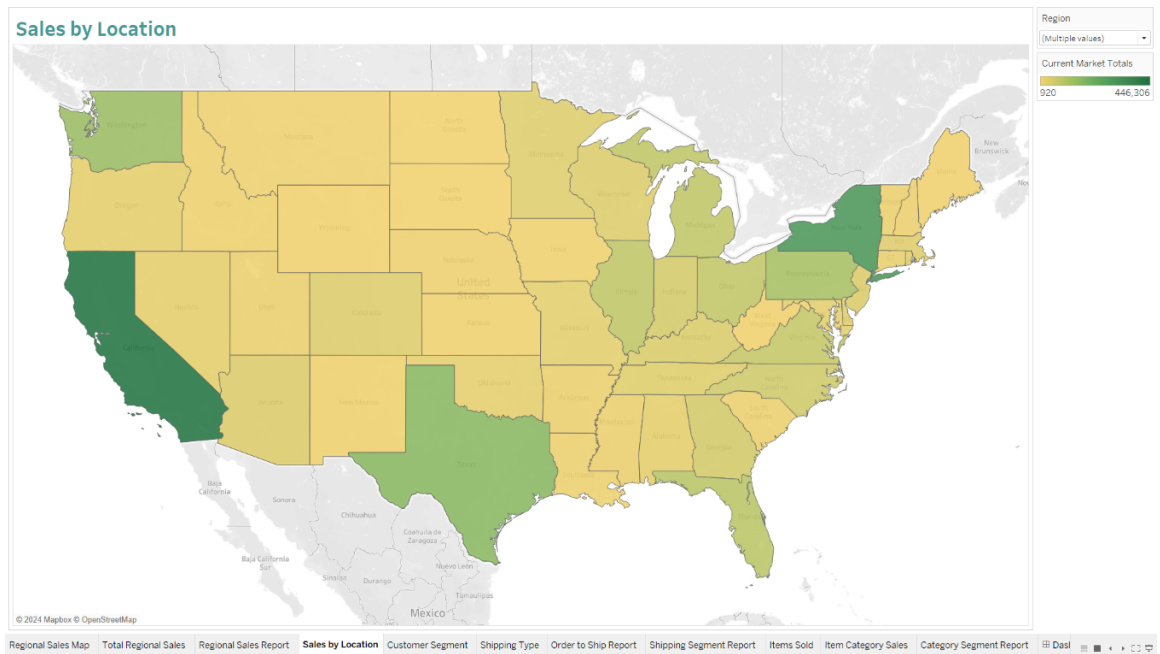 Sales by Location
Region
(Multiple values)
Current Market Totals
920
446,306
New
Brunswick
Washington
Montana
North
Dakota
Minnesota
Oregon
Idaho
Wyoming
Wisconsin
Michigan
New York
Iowa
Nebraska
United
States
Nevada
Utah
Colorado
Kansas
Missouri
Illinois
Indiana
Ohio
Pennsylvania
West
Virginia
Virginia
Kentucky
California
Arizona
New Mexico
Oklahoma
Arkansas
Tennessee
North
Carolina
South
Carolina
Mississippi
Alabama
Georgia
Texas
Louisiana
Florida
Baja
California
Sonora
Chihuahua
Coahuila de
Zaragoza
Baja California
Sur
Sinaloa
Durango
Nuevo León
Tamaulipas
Mexico
© 2024 Mapbox © OpenStreetMap
Regional Sales Map
Total Regional Sales
Regional Sales Report
Sales by Location
Customer Segment
Shipping Type
Order to Ship Report
Shipping Segment Report
Items Sold
Item Category Sales
Category Segment Report
Dasl